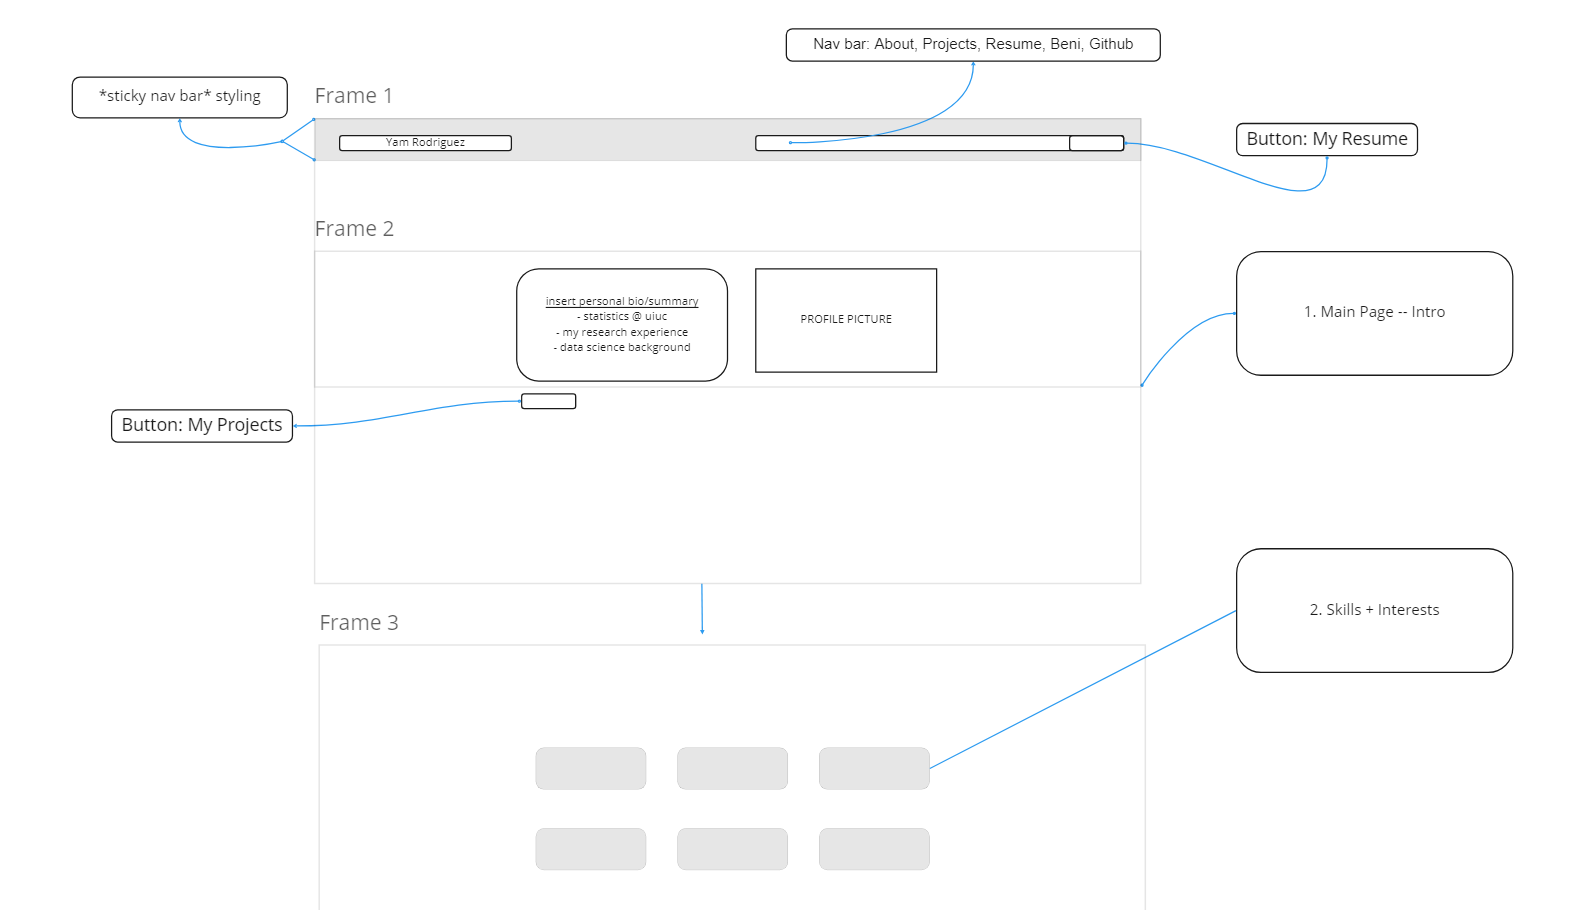 Nav bar: About, Projects, Resume, Beni, Github
*sticky nav bar* styling
Frame 1
Yam Rodriguez
Button: My Resume
Frame 2
insert personal bio/summary
- statistics @ uiuc
- my research experience
- data science background
PROFILE PICTURE
1. Main Page -- Intro
Button: My Projects
Frame 3
2. Skills + Interests